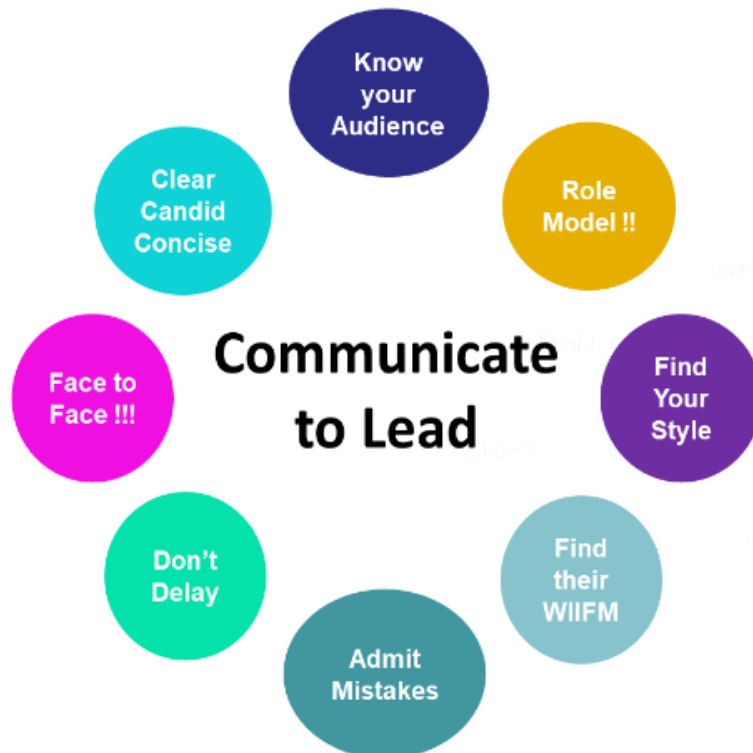 Know
your
Audience
Role
Model !!
Find
Your
Style
Find
their
WIIFM
Admit
Mistakes
Don’t
Delay
Face to
Face !!!
Clear
Candid
Concise
Communicate
to Lead